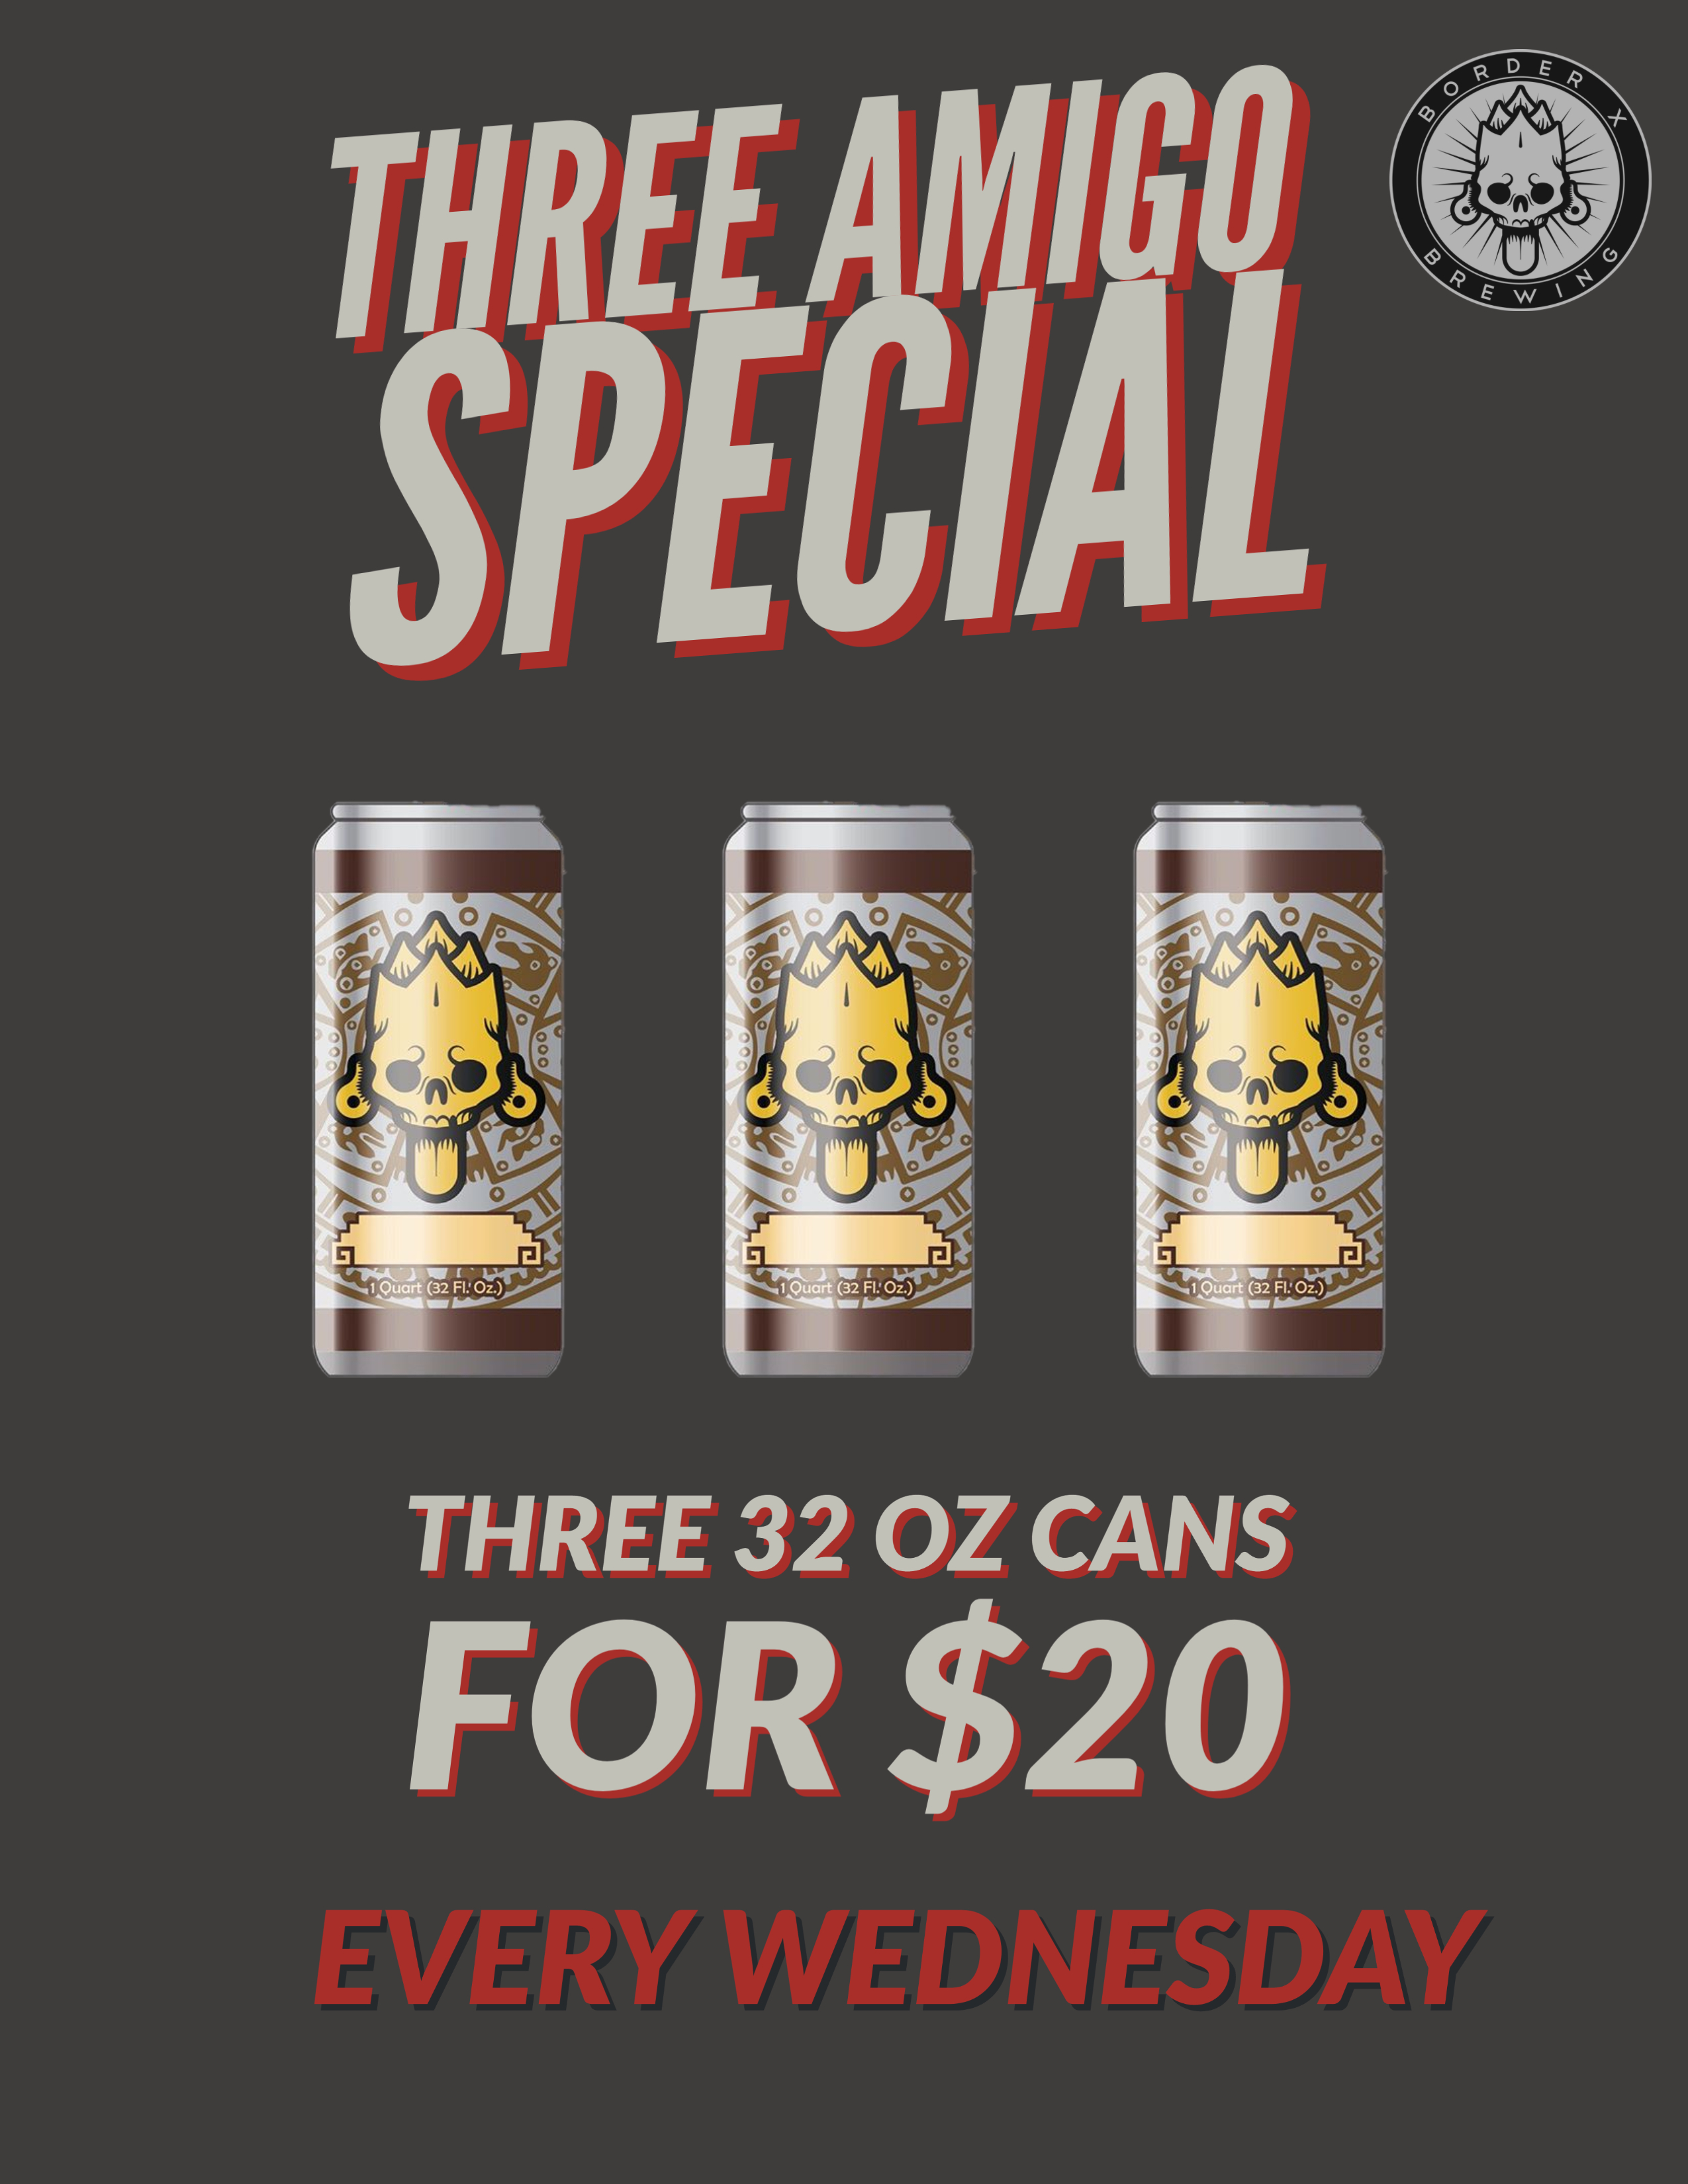 THREE AMIGO
SPECIAL
BORDER X
BREWING
1 Quart (32 Fl. Oz.)
1 Quart (32 Fl. Oz.)
1 Quart (32 Fl. Oz.)
THREE 32 OZ CANS
FOR $20
EVERY WEDNESDAY